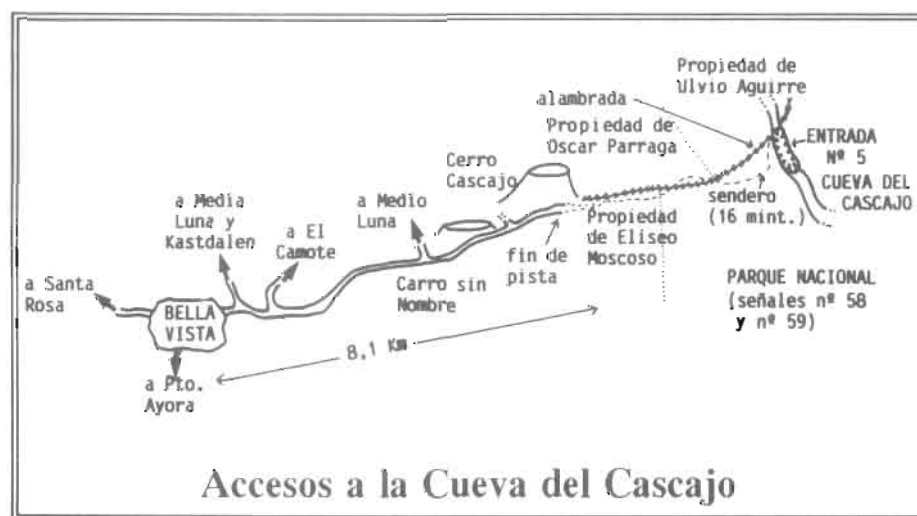 Propiedad de
Ulvio Aguirre
alambrada
Propiedad de
Oscar Parraga
ENTRADA
Nº 5
CUEVA DEL
CASCAJO
Cerro
Cascajo
sendero
(16 mint.)
a Media
Luna y
Kastdalen
a Medio
Luna
a El
Camote
Propiedad
de Eliseo
Moscoso
fin de
pista
Carro sin
Nombre
PARQUE NACIONAL
(señales nº 58
y nº 59)
a Santa
Rosa
BELLA
VISTA
8,1 Km
a Pto.
Ayora
Accesos a la Cueva del Cascajo